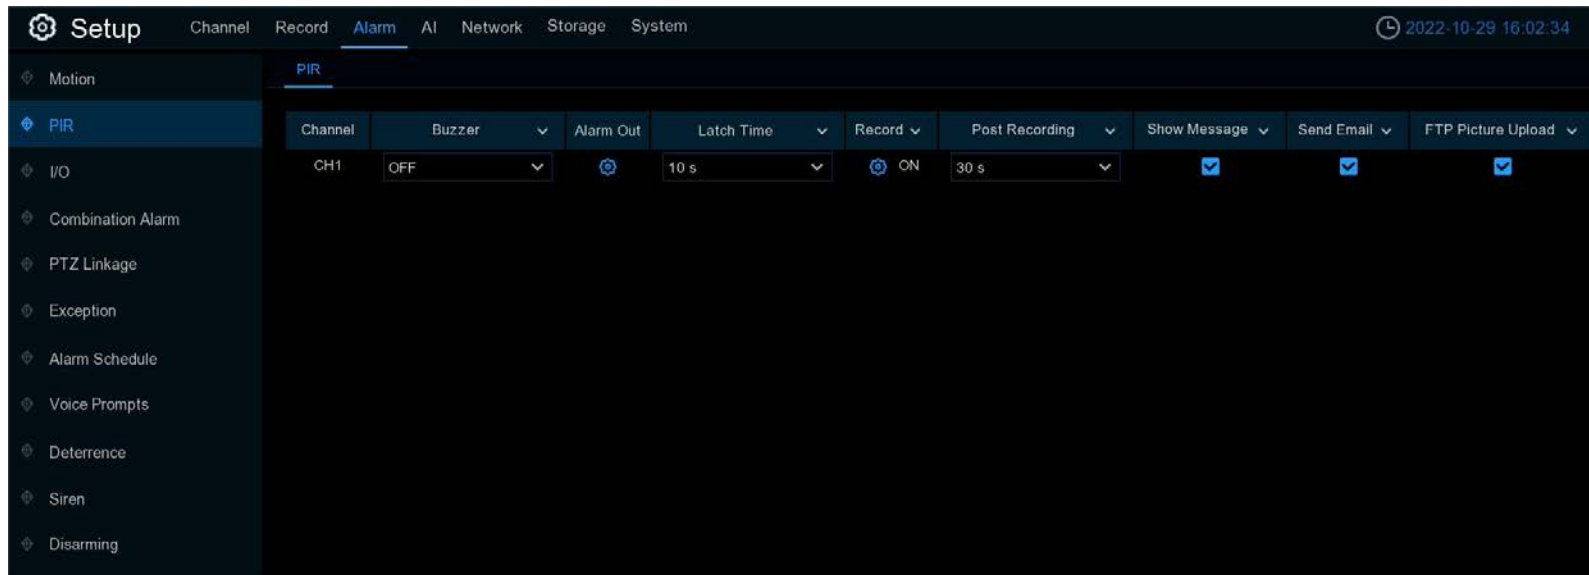 Setup Channel Record Alarm AI Network Storage System 2022-10-29 16:02:34
Motion
PIR
I/O
Combination Alarm
PTZ Linkage
Exception
Alarm Schedule
Voice Prompts
Deterrence
Siren
Disarming
PIR
Channel Buzzer Alarm Out Latch Time Record Post Recording Show Message Send Email FTP Picture Upload
CH1 OFF 10 s ON 30 s